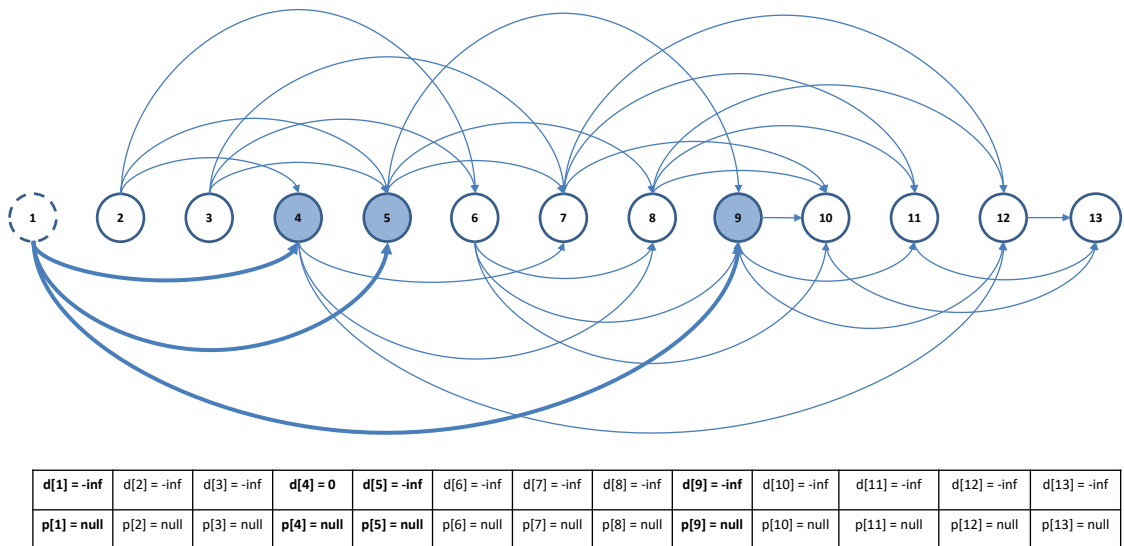 1 2 3 4 5 6 7 8 9 10 11 12 13
d[1] = -inf d[2] = -inf d[3] = -inf d[4] = 0 d[5] = -inf d[6] = -inf d[7] = -inf d[8] = -inf d[9] = -inf d[10] = -inf d[11] = -inf d[12] = -inf d[13] = -inf
p[1] = null p[2] = null p[3] = null p[4] = null p[5] = null p[6] = null p[7] = null p[8] = null p[9] = null p[10] = null p[11] = null p[12] = null p[13] = null